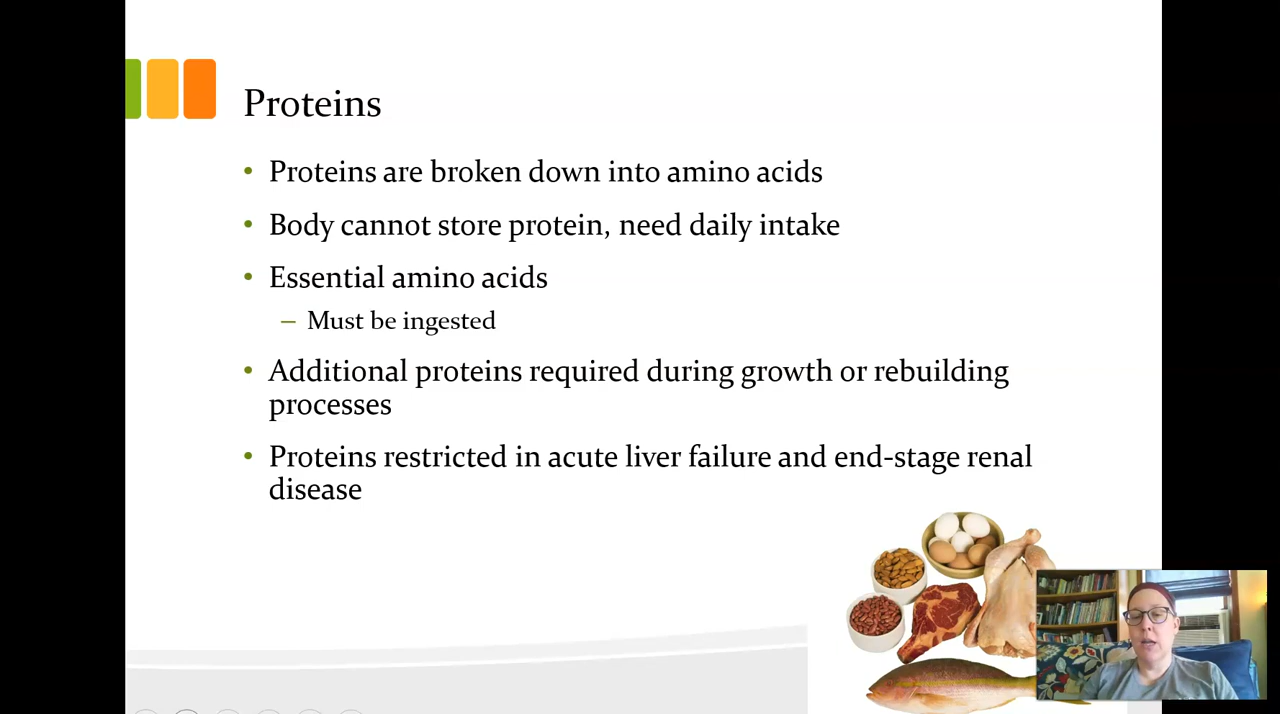 Proteins
• Proteins are broken down into amino acids
• Body cannot store protein, need daily intake
• Essential amino acids
– Must be ingested
• Additional proteins required during growth or rebuilding
processes
• Proteins restricted in acute liver failure and end-stage renal
disease